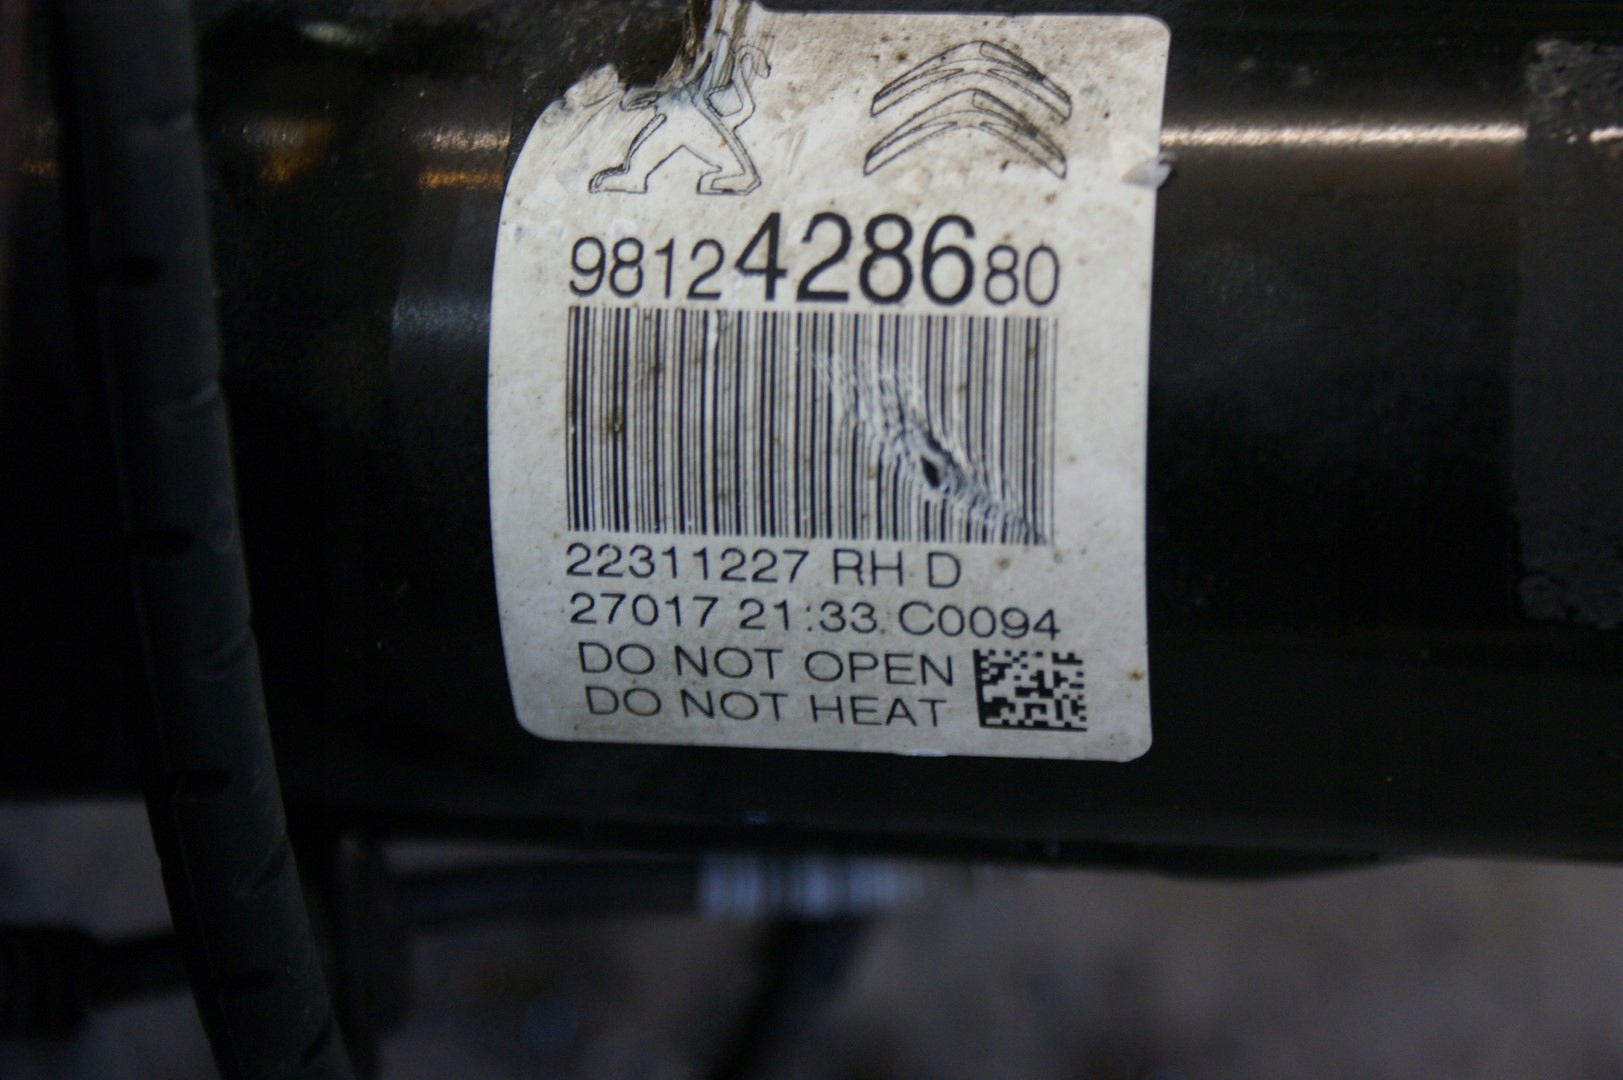 9812428680
22311227 RH D
27017 21:33 C0094
DO NOT OPEN
DO NOT HEAT